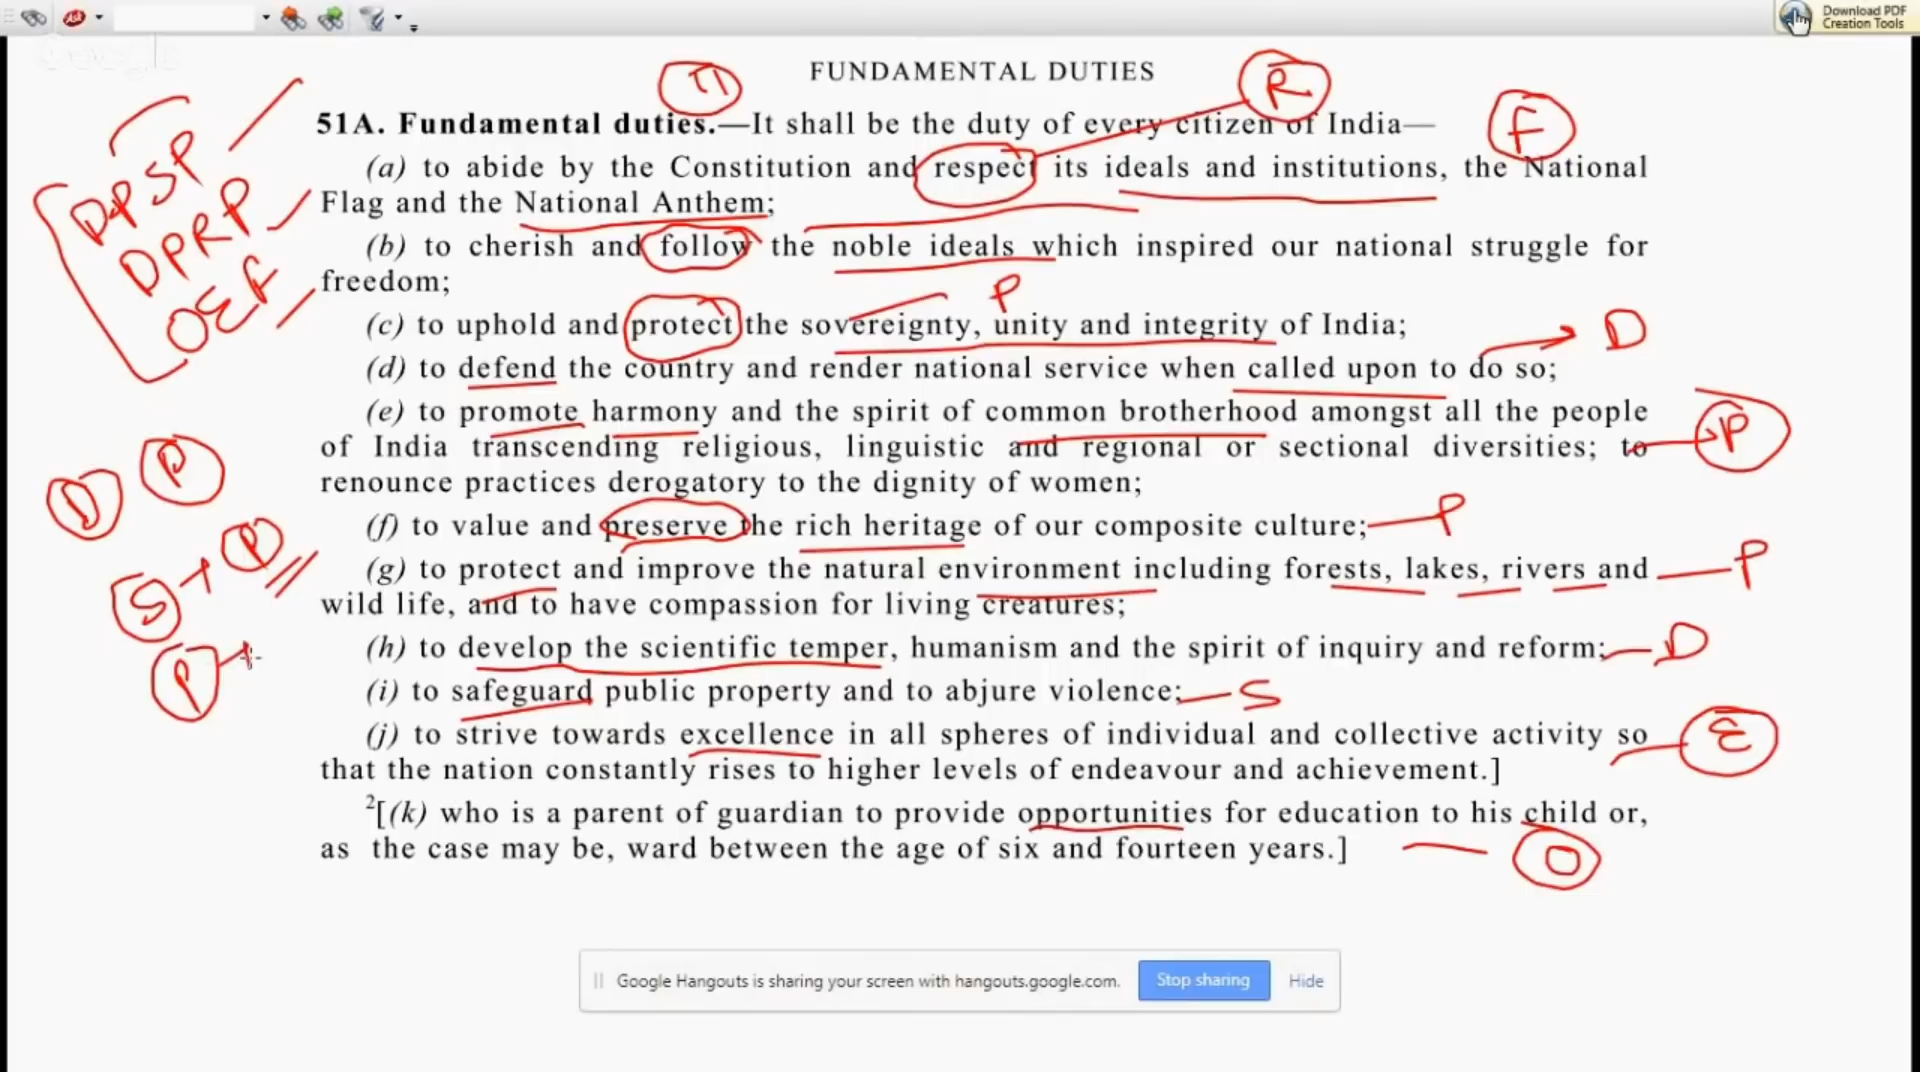 Ask
Download PDF
Creation Tools
Google
FUNDAMENTAL DUTIES
11
R
F
51A. Fundamental duties.—It shall be the duty of every citizen of India—
(a) to abide by the Constitution and respect its ideals and institutions, the National
Flag and the National Anthem;
(b) to cherish and follow the noble ideals which inspired our national struggle for
freedom;
P
(c) to uphold and protect the sovereignty, unity and integrity of India; D
(d) to defend the country and render national service when called upon to do so;
(e) to promote harmony and the spirit of common brotherhood amongst all the people
of India transcending religious, linguistic and regional or sectional diversities; to P
renounce practices derogatory to the dignity of women;
(f) to value and preserve the rich heritage of our composite culture; P
(g) to protect and improve the natural environment including forests, lakes, rivers and P
wild life, and to have compassion for living creatures;
(h) to develop the scientific temper, humanism and the spirit of inquiry and reform; D
(i) to safeguard public property and to abjure violence; S
(j) to strive towards excellence in all spheres of individual and collective activity so E
that the nation constantly rises to higher levels of endeavour and achievement.]
2[(k) who is a parent of guardian to provide opportunities for education to his child or,
as the case may be, ward between the age of six and fourteen years.] O
DPSP
DPRP
OEF
D P
S + P
P +
Google Hangouts is sharing your screen with hangouts.google.com. Stop sharing Hide